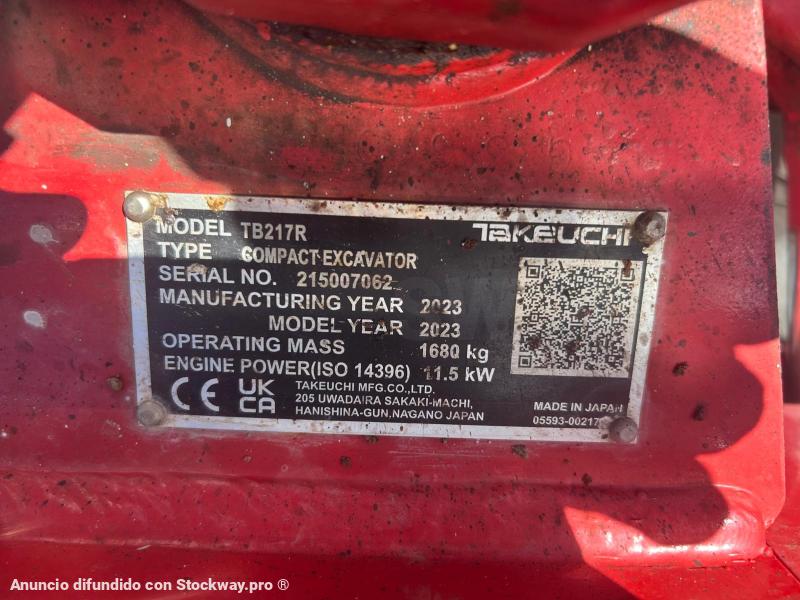 MODEL TB217R
TAKEUCHI
TYPE COMPACT EXCAVATOR
SERIAL NO. 215007062
MANUFACTURING YEAR 2023
MODEL YEAR 2023
OPERATING MASS 1680 kg
ENGINE POWER(ISO 14396) 11.5 kW
CE UK CA
TAKEUCHI MFG.CO.,LTD.
205 UWADAIRA SAKAKI-MACHI,
HANISHINA-GUN,NAGANO JAPAN
MADE IN JAPAN
05593-00217
Anuncio difundido con Stockway.pro ®